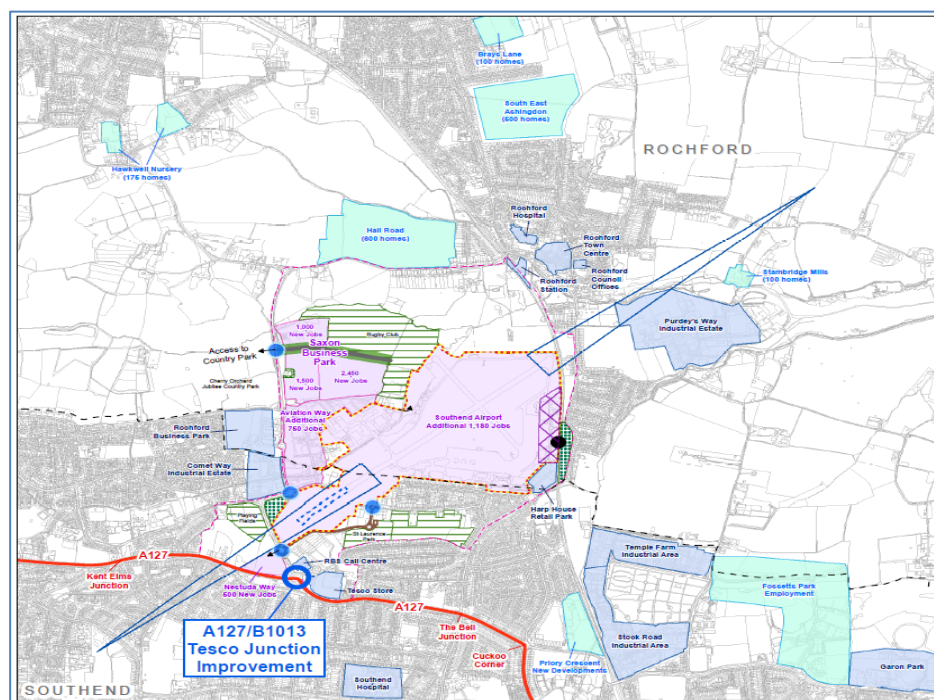 Brays Lane
(100 homes)
South East
Ashingdon
(500 homes)
ROCHFORD
Hawkwell Nursery
(175 homes)
Hall Road
(600 homes)
Rochford
Hospital
Rochford
Town
Centre
Rochford
Council
Offices
Rochford
Station
Stambridge Mills
(100 homes)
Purdey's Way
Industrial Estate
1,000
New Jobs
Rugby Club
Saxon
Business
Park
Access to
Country Park
Cherry Orchard
Jubilee Country Park
1,500
New Jobs
2,450
New Jobs
Aviation Way
Additional
750 Jobs
Southend Airport
Additional 1,180 Jobs
Rochford
Business Park
Comet Way
Industrial Estate
Harp House
Retail Park
Playing
Fields
St Laurence
Park
Temple Farm
Industrial Area
A127
Kent Elms
Junction
RBS Call Centre
Nestuda Way
500 New Jobs
Tesco Store
Fossetts Park
Employment
A127
The Bell
Junction
A127/B1013
Tesco Junction
Improvement
Cuckoo
Corner
Stock Road
Industrial Area
Priory Crescent
New Developments
Garon Park
Southend
Hospital
SOUTHEND